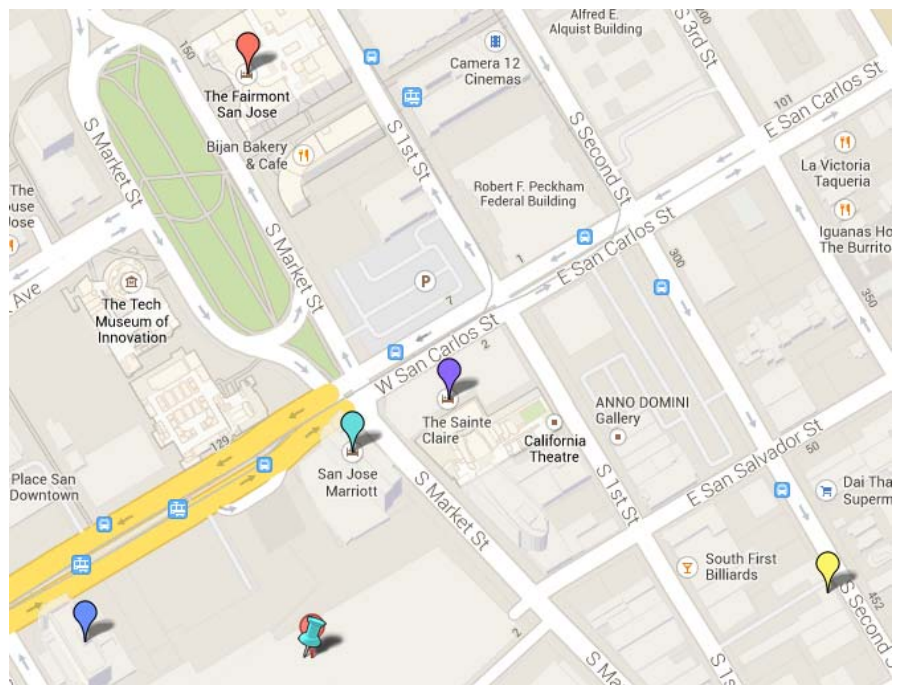 Alfred E.
Alquist Building
200
S 3rd St
150
Camera 12
Cinemas
The Fairmont
San Jose
101
E San Carlos St
S Market St
Bijan Bakery
& Cafe
S 1st St
S Second St
La Victoria
Taqueria
The
ouse
Jose
Robert F. Peckham
Federal Building
Iguanas Ho
The Burrito
S Market St
1
E San Carlos St
300
Ave
The Tech
Museum of
Innovation
P
7
350
W San Carlos St
2
The Sainte
Claire
ANNO DOMINI
Gallery
129
California
Theatre
E San Salvador St
50
Place San
Downtown
San Jose
Marriott
S Market St
S 1st St
Dai Tha
Superm
South First
Billiards
452
S Second S
2
S Ma
S 1s